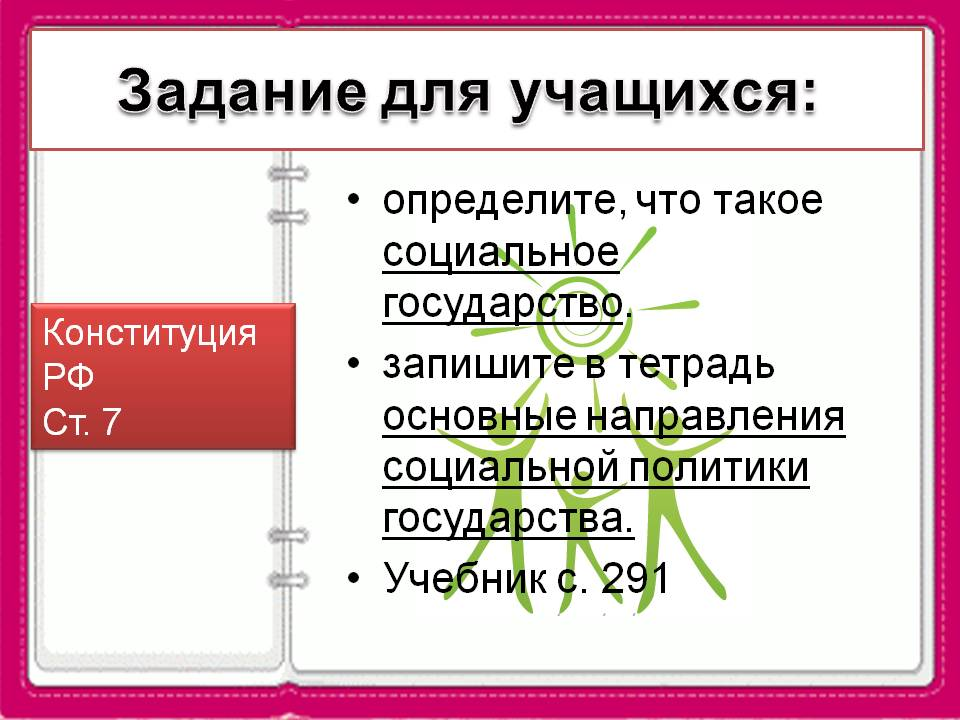 Задание для учащихся:
Конституция
РФ
Ст. 7
• определите, что такое
социальное
государство.
• запишите в тетрадь
основные направления
социальной политики
государства.
• Учебник с. 291